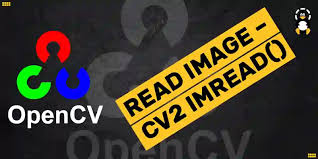 OpenCV
READ IMAGE –
CV2 IMREAD()